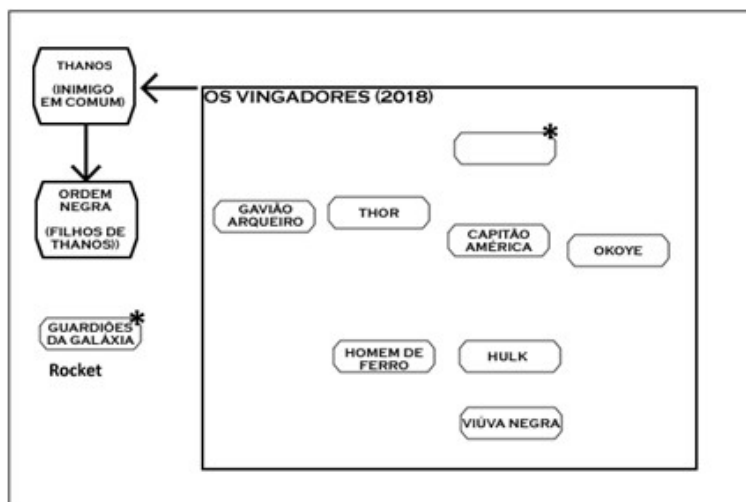 THANOS
(INIMIGO
EM COMUM)
OS VINGADORES (2018)
*
ORDEM
NEGRA
(FILHOS DE
THANOS))
GAVIÃO
ARQUEIRO
THOR
CAPITÃO
AMÉRICA
OKOYE
GUARDIÕES*
DA GALÁXIA
Rocket
HOMEM DE
FERRO
HULK
VIÚVA NEGRA